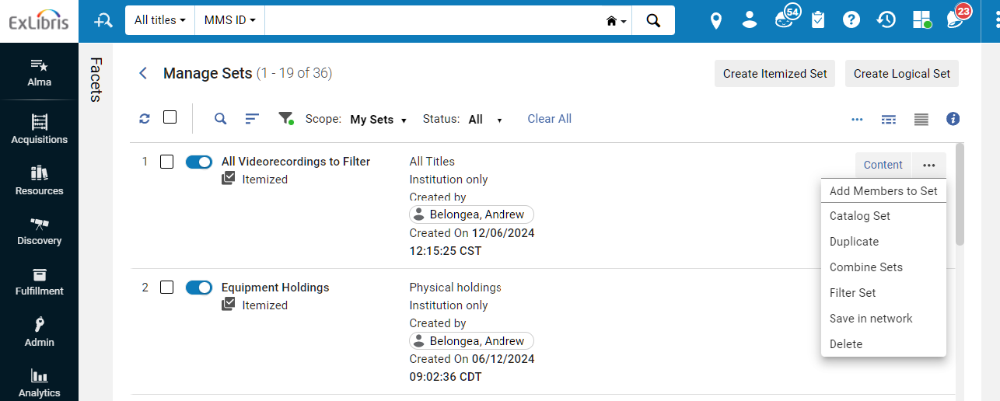 ExLibris
All titles
MMS ID
54
23
Alma
Acquisitions
Resources
Discovery
Fulfillment
Admin
Analytics
Facets
Manage Sets (1 - 19 of 36)
Create Itemized Set
Create Logical Set
Scope: My Sets
Status: All
Clear All
1
All Videorecordings to Filter
Itemized
All Titles
Institution only
Created by
Belongea, Andrew
Created On 12/06/2024
12:15:25 CST
Content
Add Members to Set
Catalog Set
Duplicate
Combine Sets
Filter Set
Save in network
Delete
2
Equipment Holdings
Itemized
Physical holdings
Institution only
Created by
Belongea, Andrew
Created On 06/12/2024
09:02:36 CDT